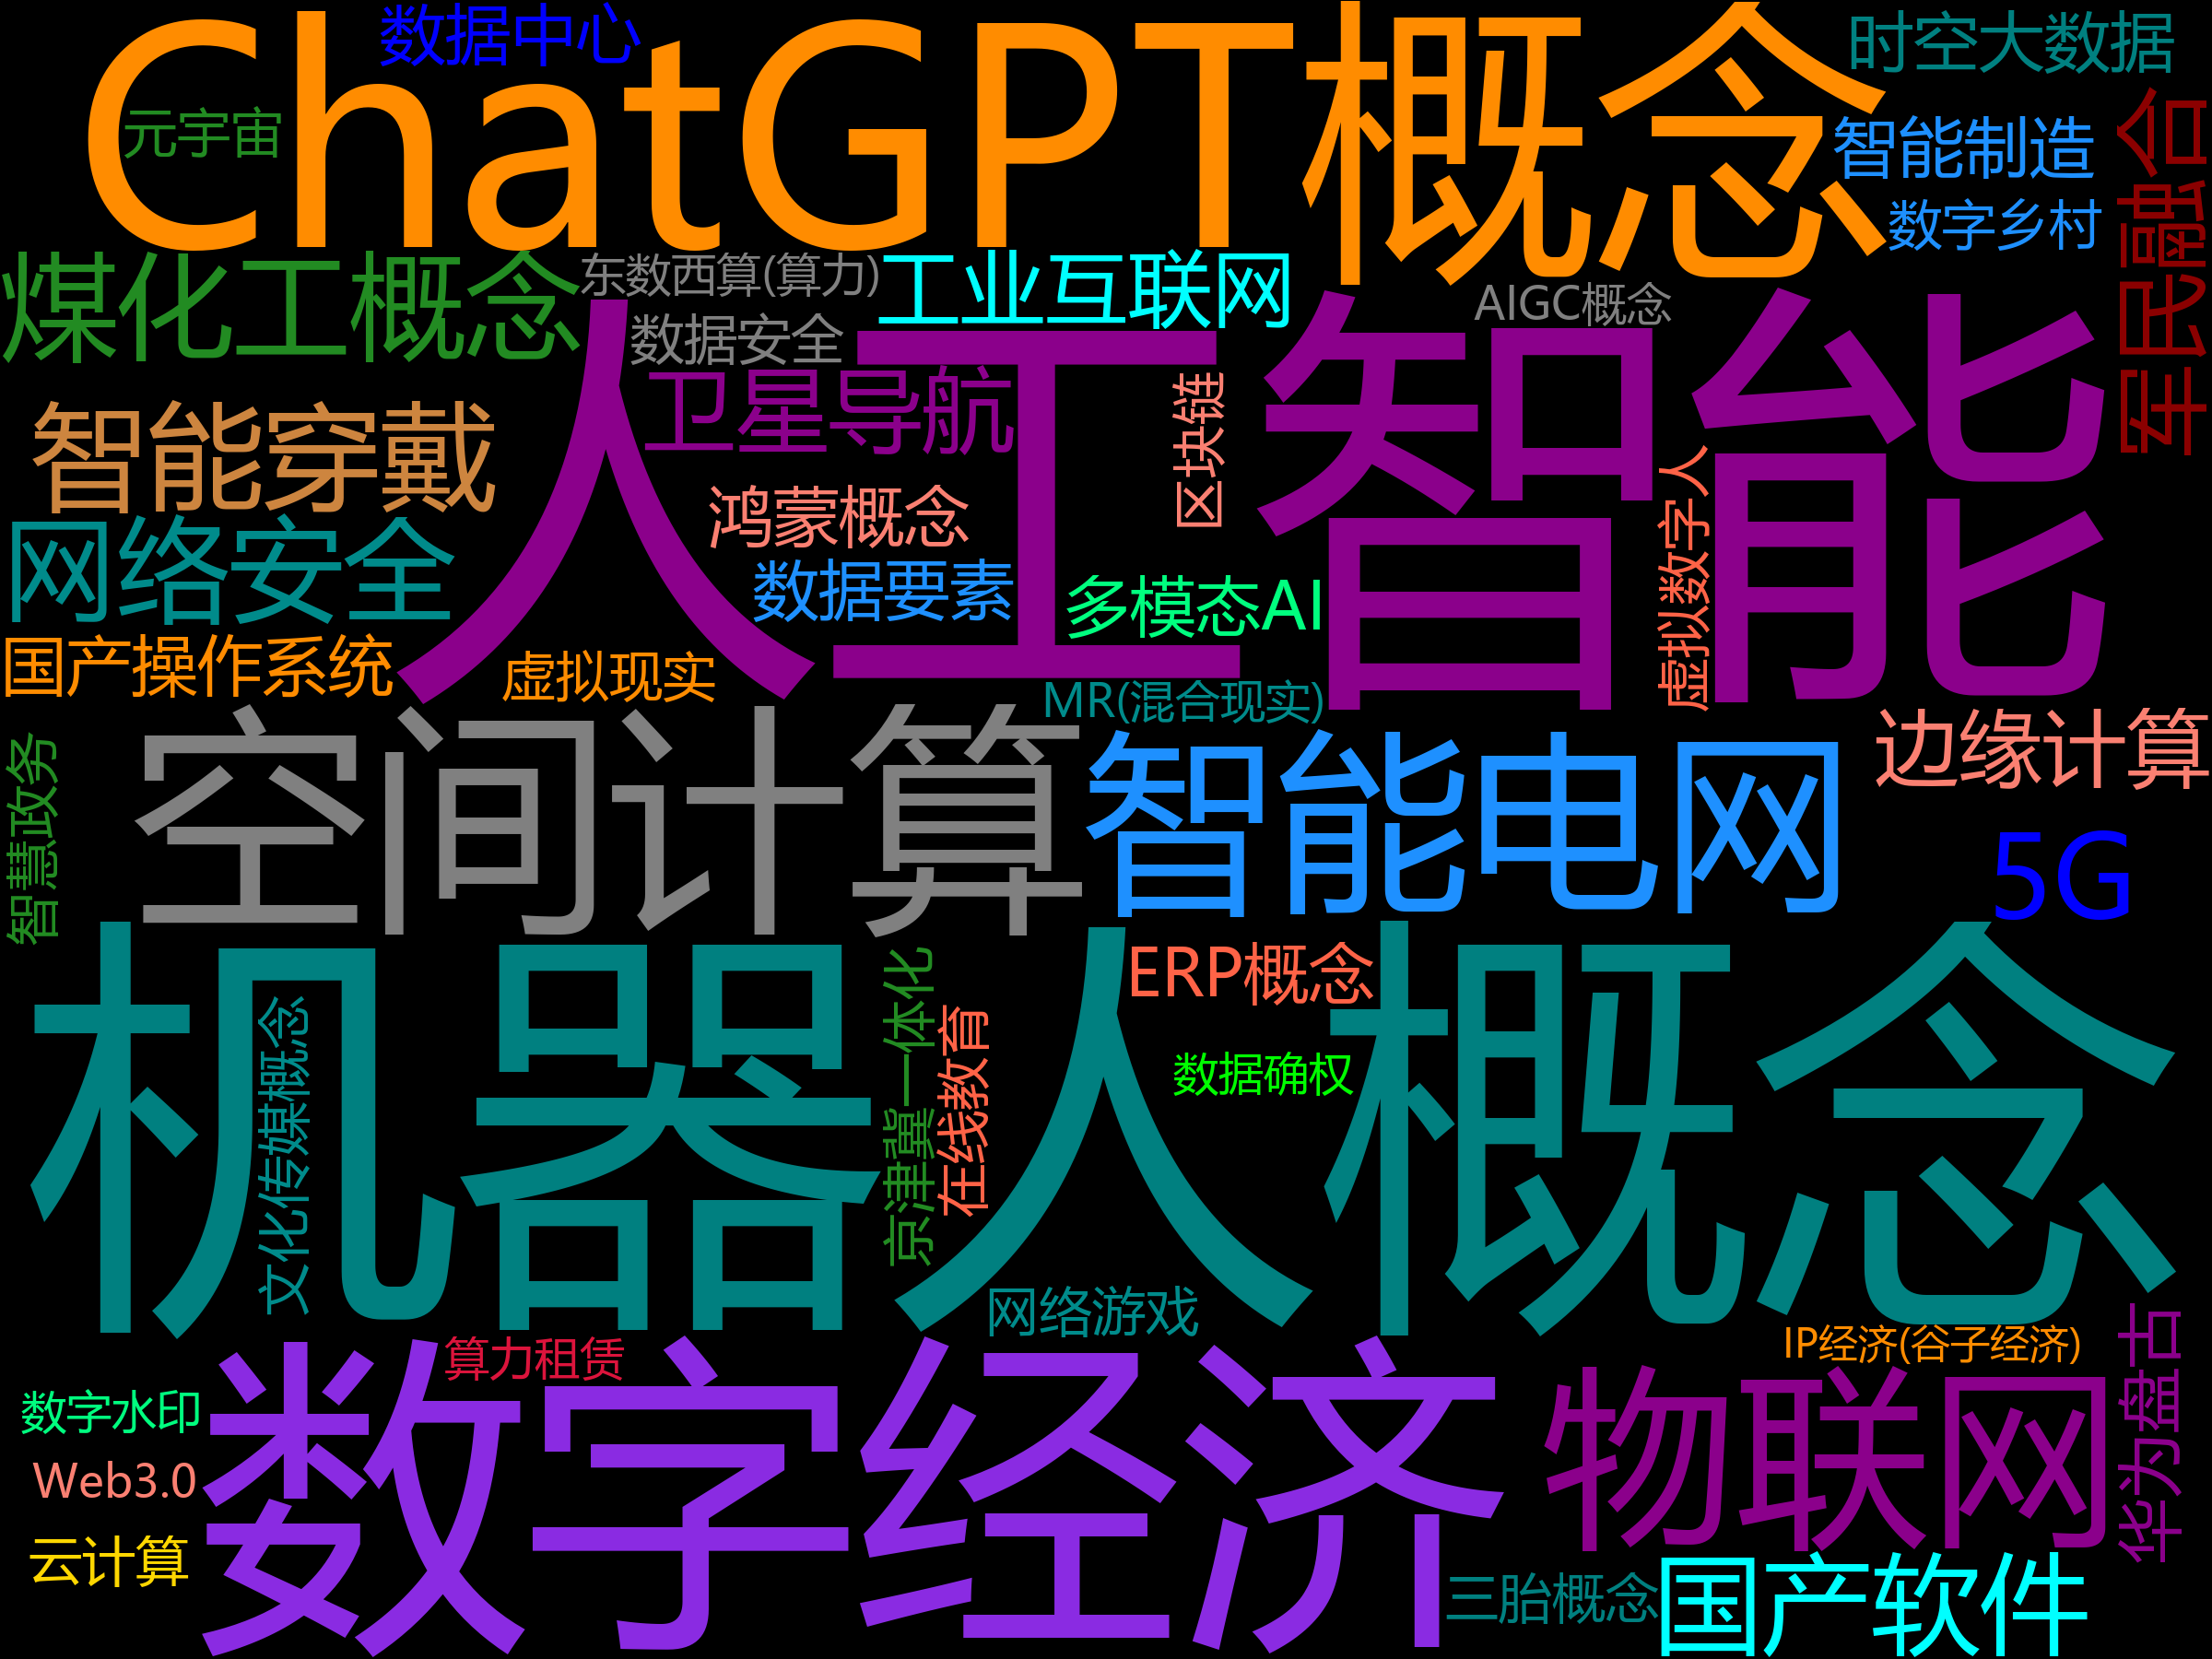 数据中心
ChatGPT概念
时空大数据
元宇宙
智能制造
数字乡村
军民融合
煤化工概念
东数西算(算力)
工业互联网
AIGC概念
数据安全
人工智能
卫星导航
区块链
智能穿戴
鸿蒙概念
虚拟数字人
网络安全
数据要素
多模态AI
国产操作系统
虚拟现实
MR(混合现实)
智慧政务
空间计算
智能电网
边缘计算
5G
机器人概念
ERP概念
文化传媒概念
京津冀一体化
在线教育
数据确权
网络游戏
IP经济(谷子经济)
华为盘古
算力租赁
数字经济
物联网
数字水印
Web3.0
云计算
三胎概念
国产软件